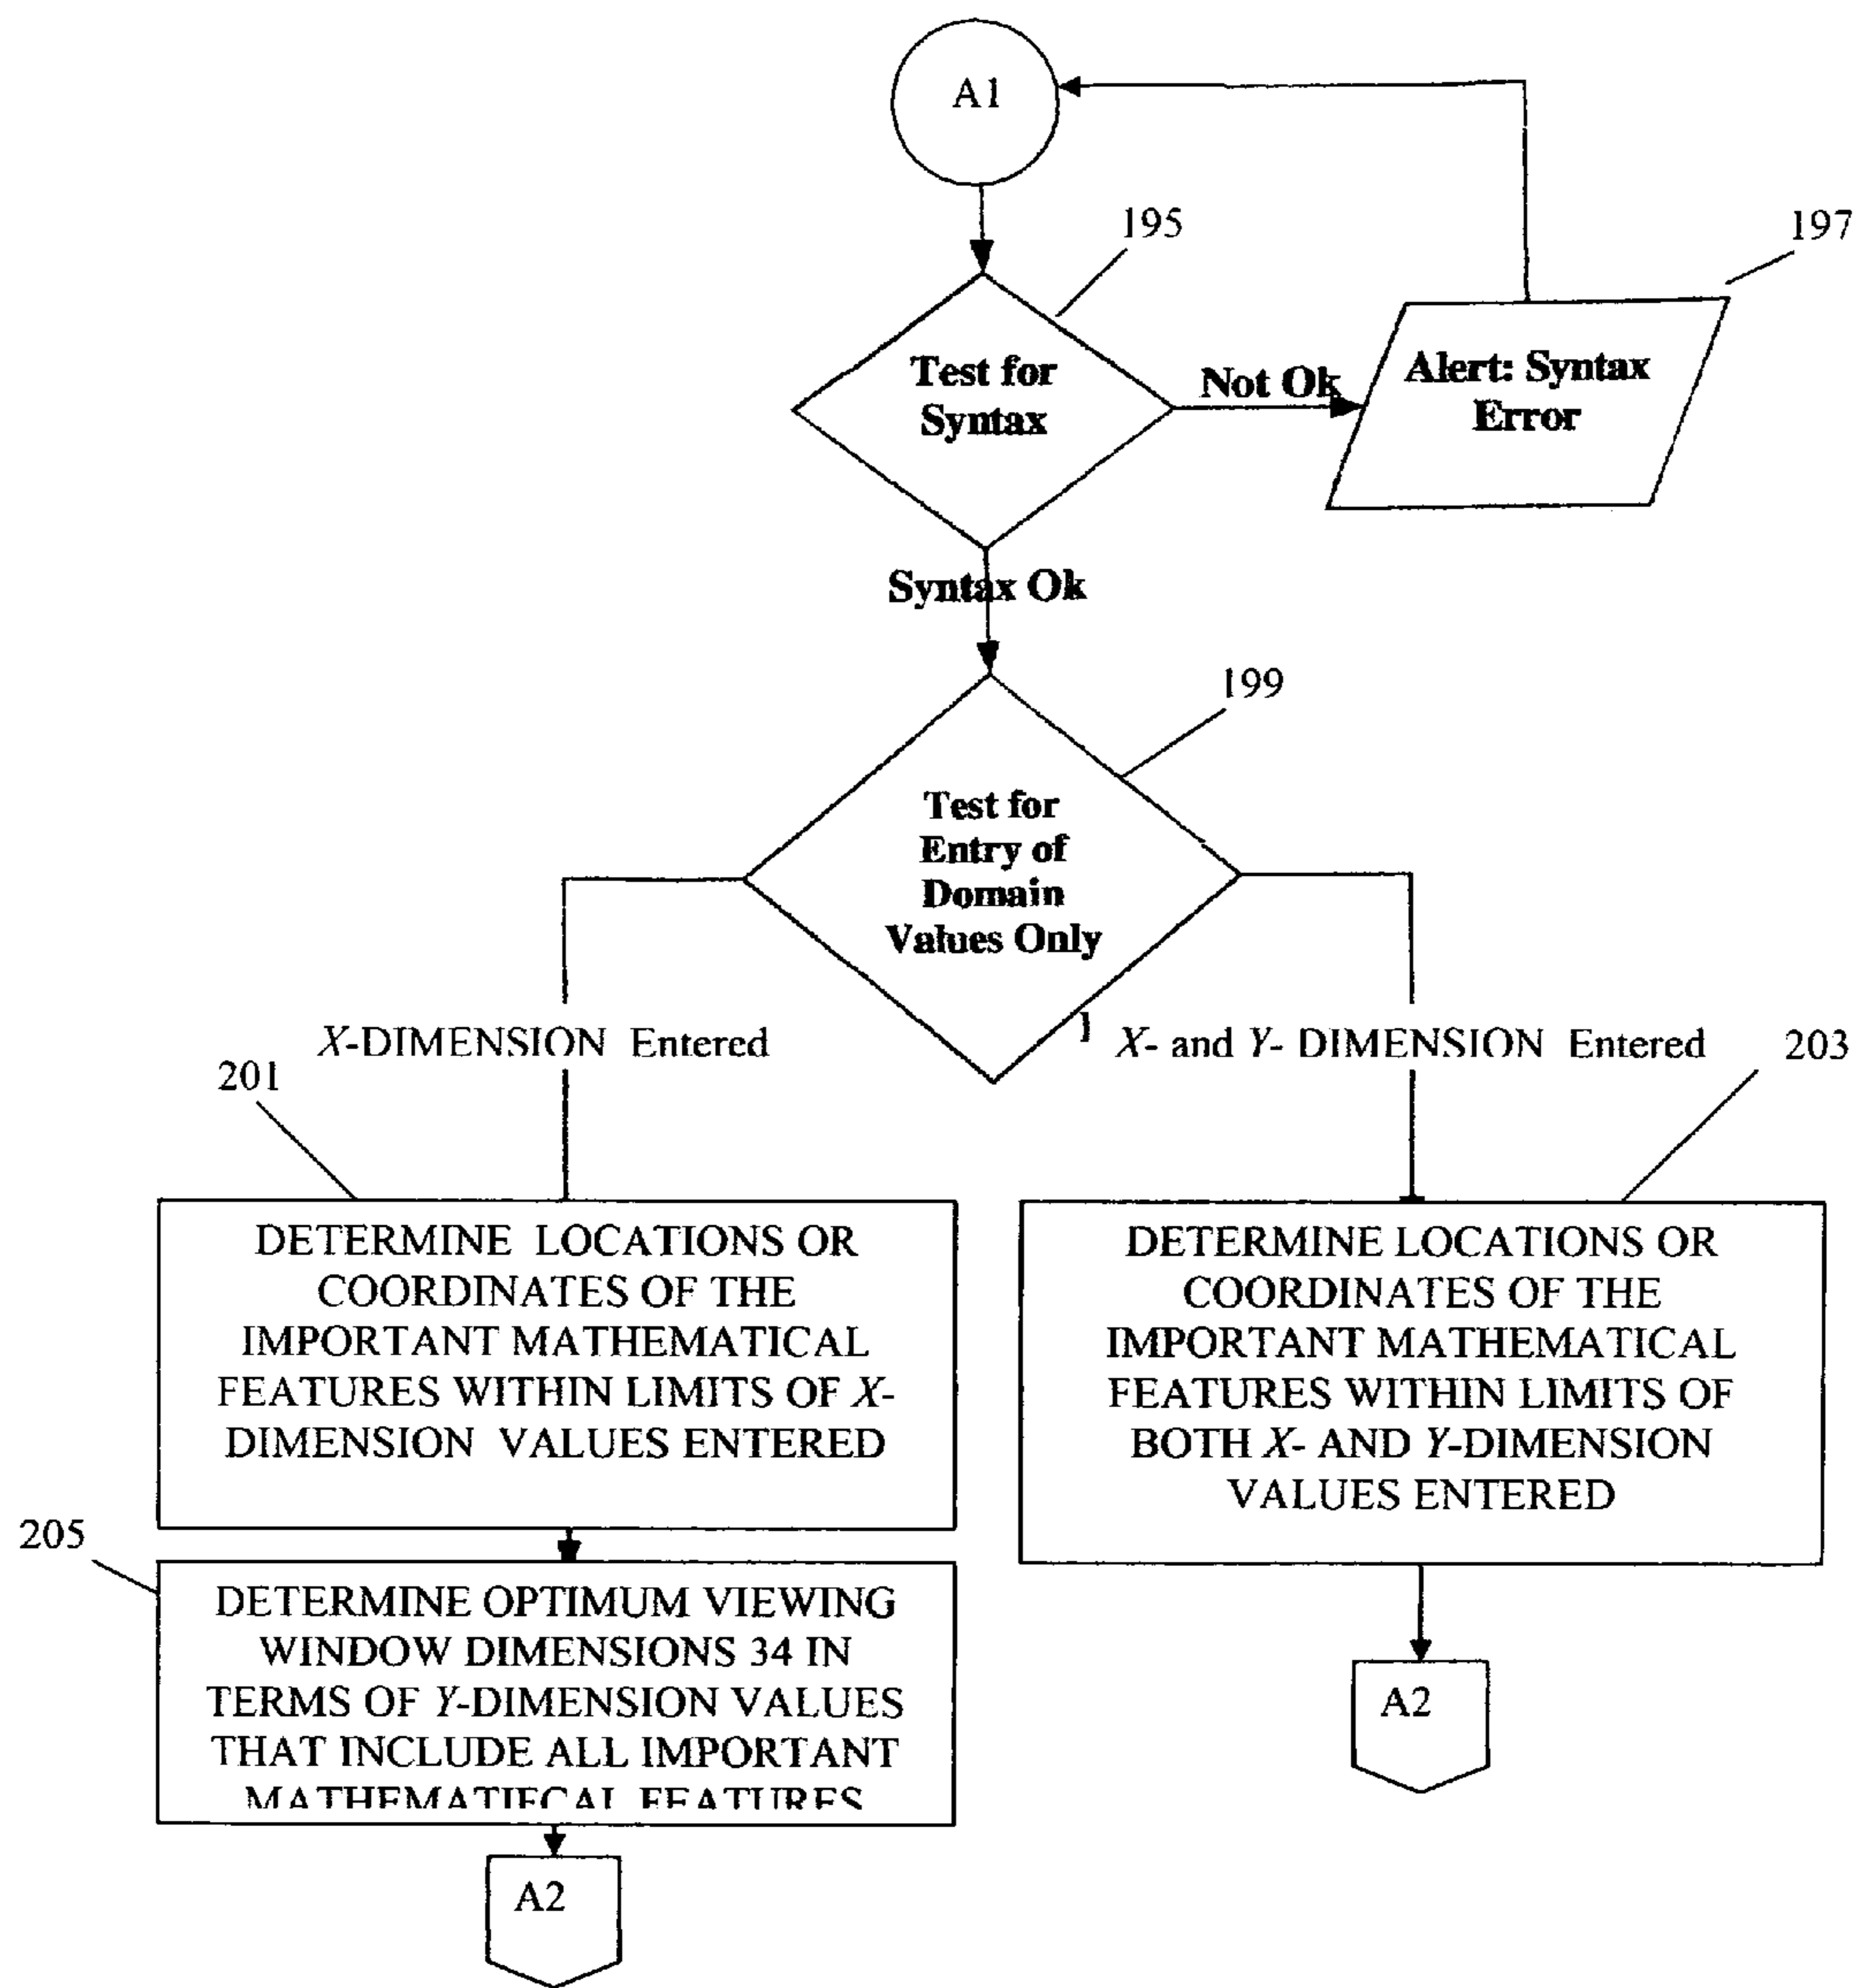 A1
195
197
Test for
Syntax
Not Ok
Alert: Syntax
Error
Syntax Ok
199
Test for
Entry of
Domain
Values Only
X-DIMENSION Entered
]
X- and Y- DIMENSION Entered
203
201
DETERMINE LOCATIONS OR
COORDINATES OF THE
IMPORTANT MATHEMATICAL
FEATURES WITHIN LIMITS OF X-
DIMENSION VALUES ENTERED
DETERMINE LOCATIONS OR
COORDINATES OF THE
IMPORTANT MATHEMATICAL
FEATURES WITHIN LIMITS OF
BOTH X- AND Y-DIMENSION
VALUES ENTERED
205
DETERMINE OPTIMUM VIEWING
WINDOW DIMENSIONS 34 IN
TERMS OF Y-DIMENSION VALUES
THAT INCLUDE ALL IMPORTANT
MATHEMATIECAL FEATURES
A2
A2